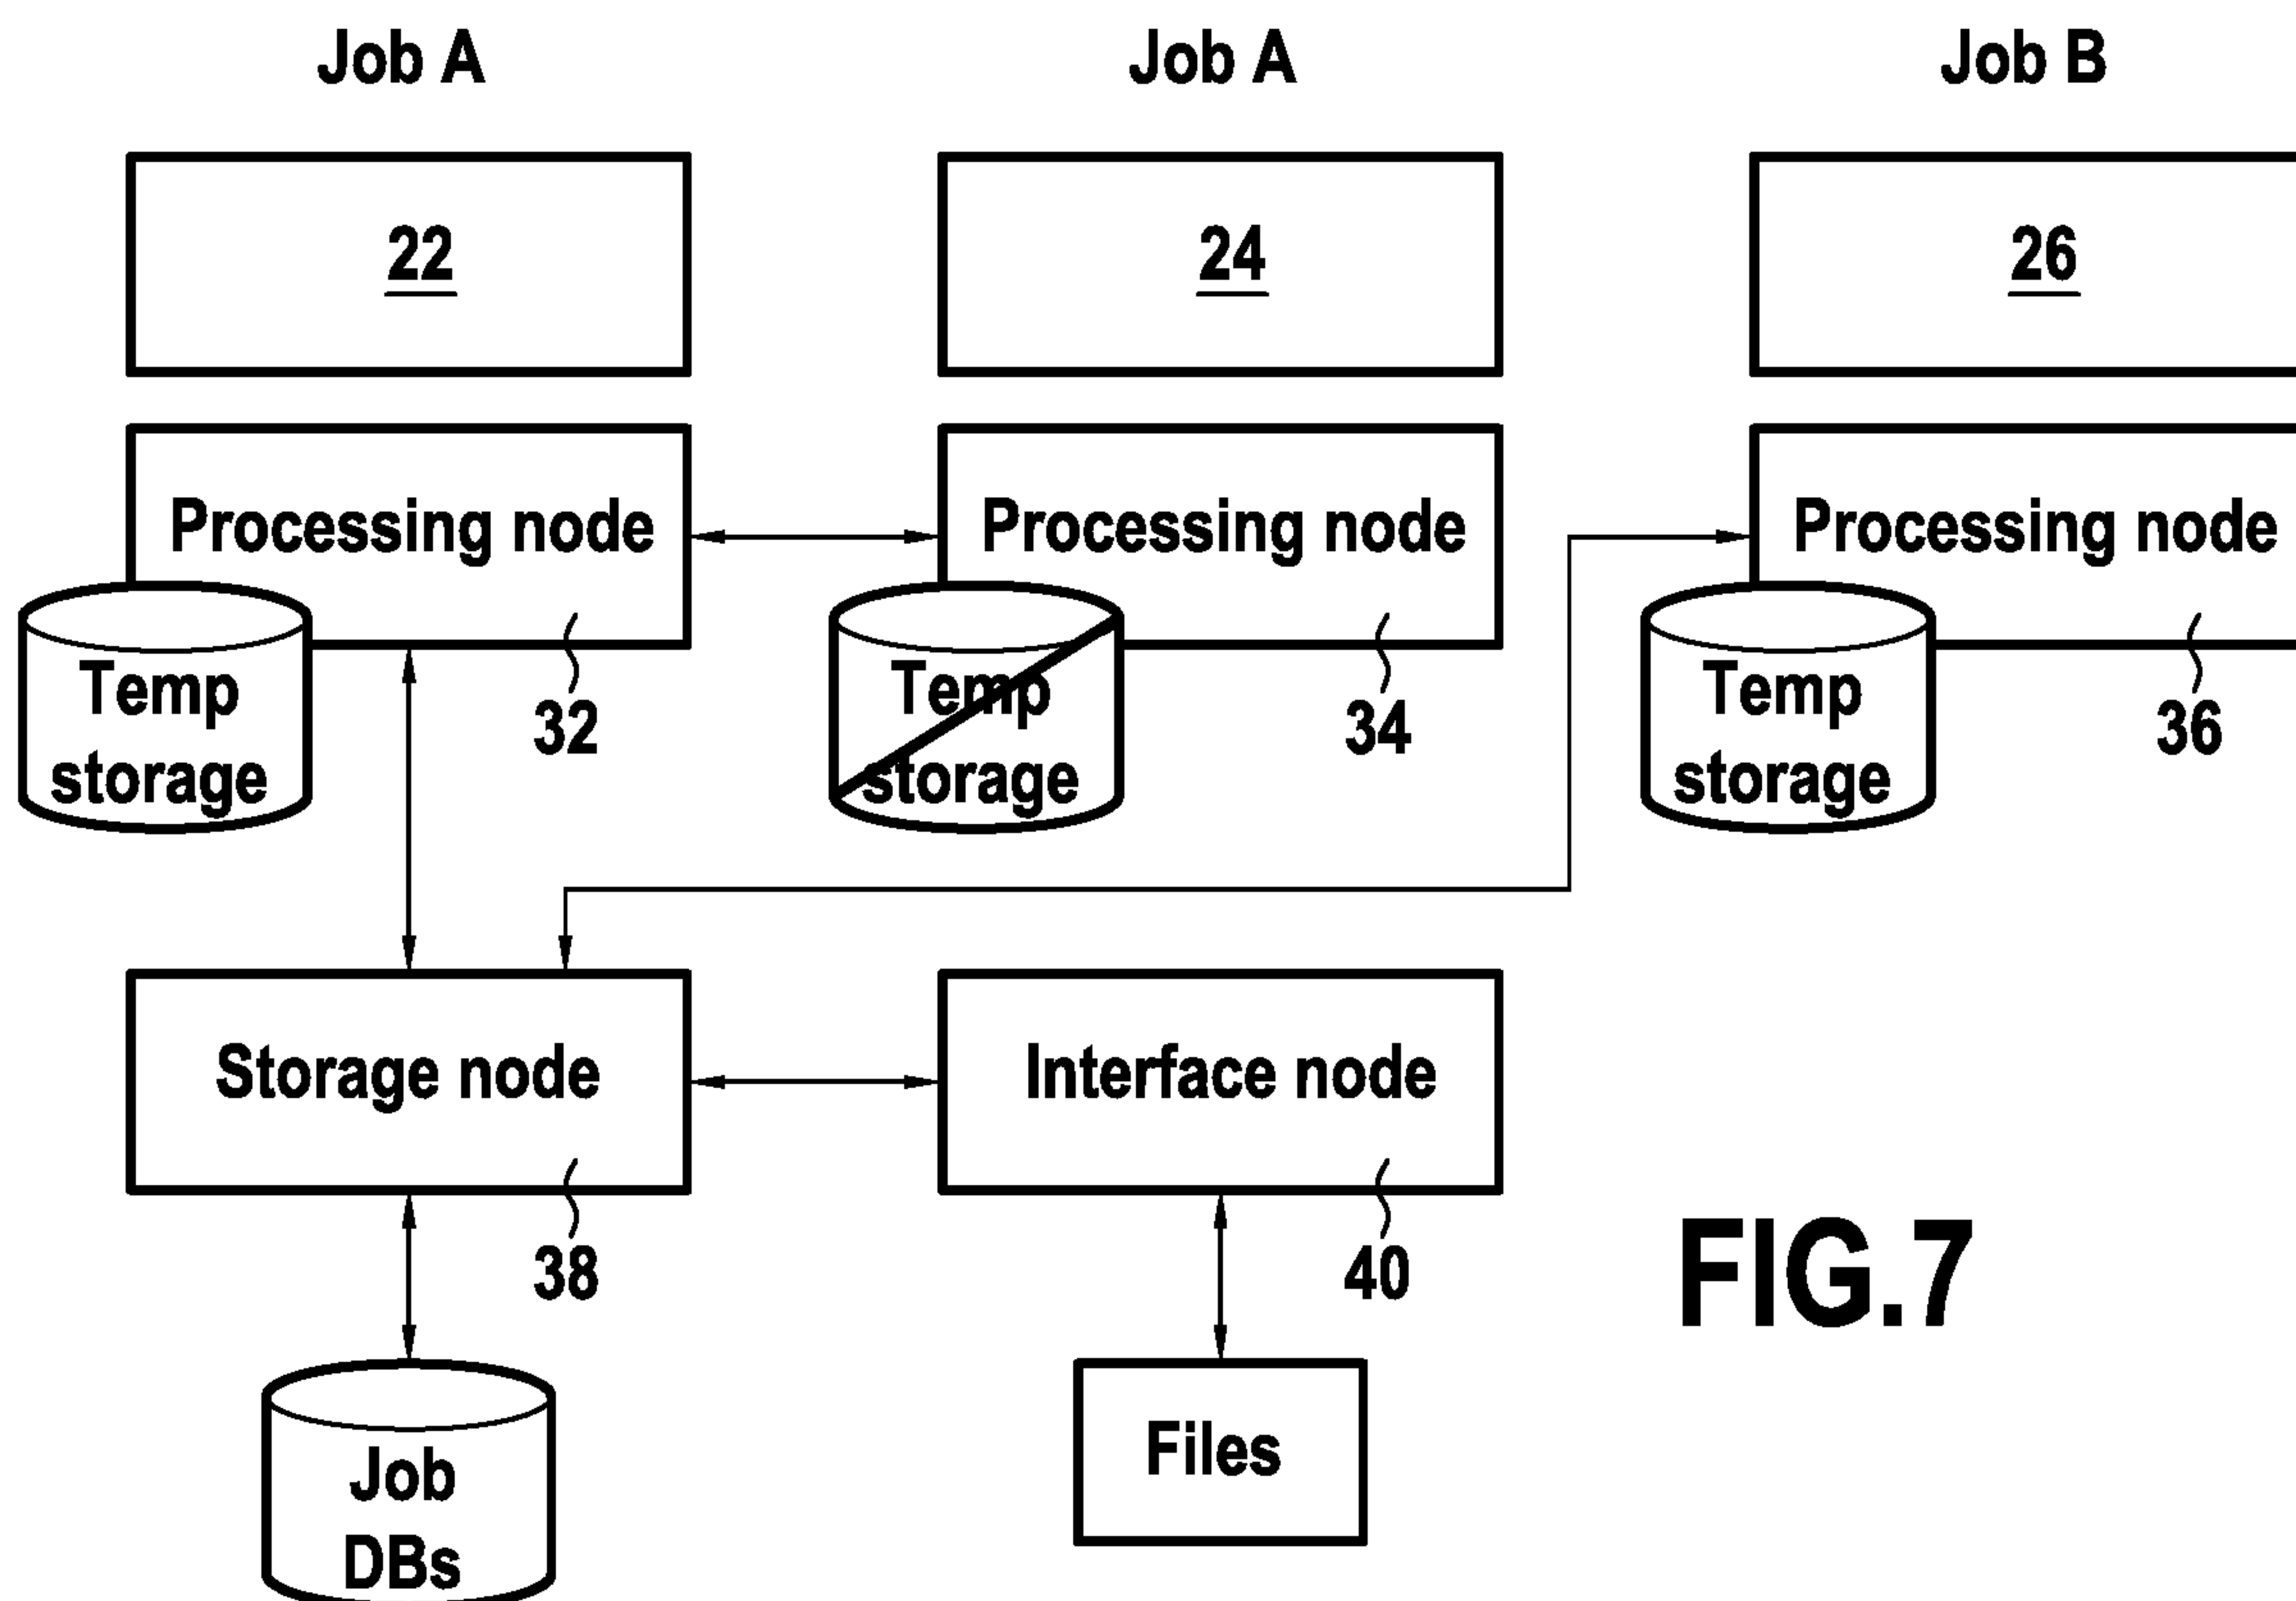 Job A
Job A
Job B
22
24
26
Processing node
Processing node
Processing node
Temp
storage
32
Temp
storage
34
Temp
storage
36
Storage node
38
Interface node
40
Job
DBs
Files
FIG.7